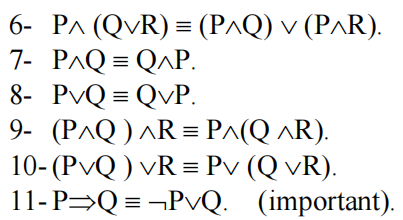 6- P∧ (Q∨R) ≡ (P∧Q) ∨ (P∧R).
7- P∧Q ≡ Q∧P.
8- P∨Q ≡ Q∨P.
9- (P∧Q ) ∧R ≡ P∧(Q ∧R).
10- (P∨Q ) ∨R ≡ P∨ (Q ∨R).
11- P⇒Q ≡ ¬P∨Q. (important).